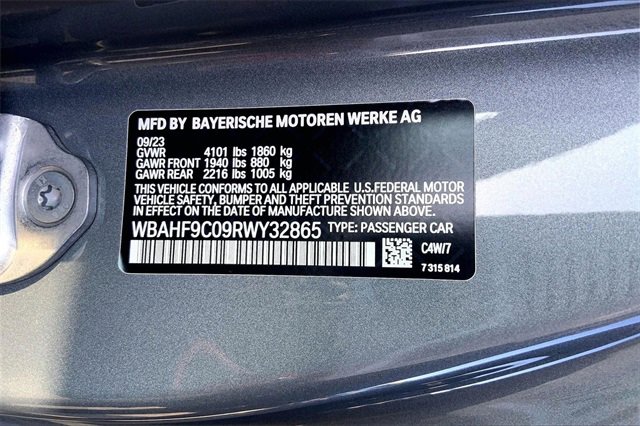 MFD BY BAYERISCHE MOTOREN WERKE AG
09/23
GVWR 4101 lbs 1860 kg
GAWR FRONT 1940 lbs 880 kg
GAWR REAR 2216 lbs 1005 kg
THIS VEHICLE CONFORMS TO ALL APPLICABLE U.S.FEDERAL MOTOR
VEHICLE SAFETY, BUMPER AND THEFT PREVENTION STANDARDS
IN EFFECT ON THE DATE OF MANUFACTURE SHOWN ABOVE.
WBAHF9C09RWY32865 TYPE: PASSENGER CAR
C4W/7
7 315 814